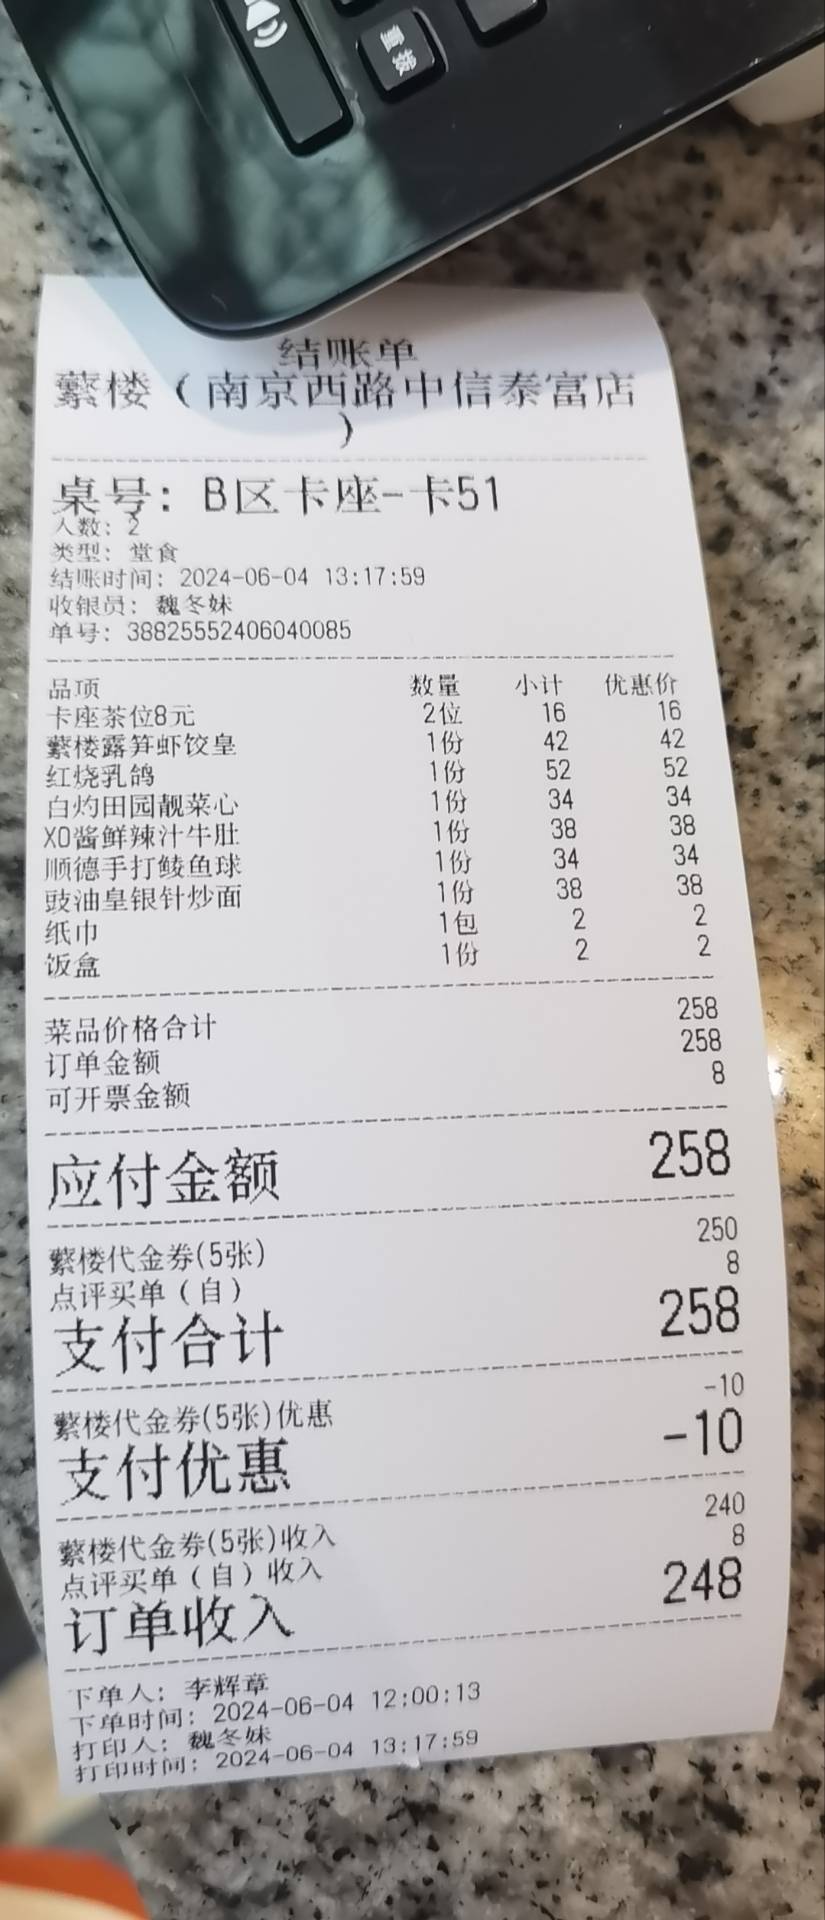 重拨
结账单
蘩楼（南京西路中信泰富店
）
桌号：B区卡座-卡51
人数：2
类型：堂食
结账时间：2024-06-04 13:17:59
收银员：魏冬妹
单号：38825552406040085
品项 数量 小计 优惠价
卡座茶位8元 2位 16 16
蘩楼露笋虾饺皇 1份 42 42
红烧乳鸽 1份 52 52
白灼田园靓菜心 1份 34 34
XO酱鲜辣汁牛肚 1份 38 38
顺德手打鲮鱼球 1份 34 34
豉油皇银针炒面 1份 38 38
纸巾 1包 2 2
饭盒 1份 2 2
菜品价格合计 258
订单金额 258
可开票金额 8
应付金额 258
蘩楼代金券(5张) 250
点评买单（自） 8
支付合计 258
蘩楼代金券(5张)优惠 -10
支付优惠 -10
蘩楼代金券(5张)收入 240
点评买单（自）收入 8
订单收入 248
下单人：李辉章
下单时间：2024-06-04 12:00:13
打印人：魏冬妹
打印时间：2024-06-04 13:17:59